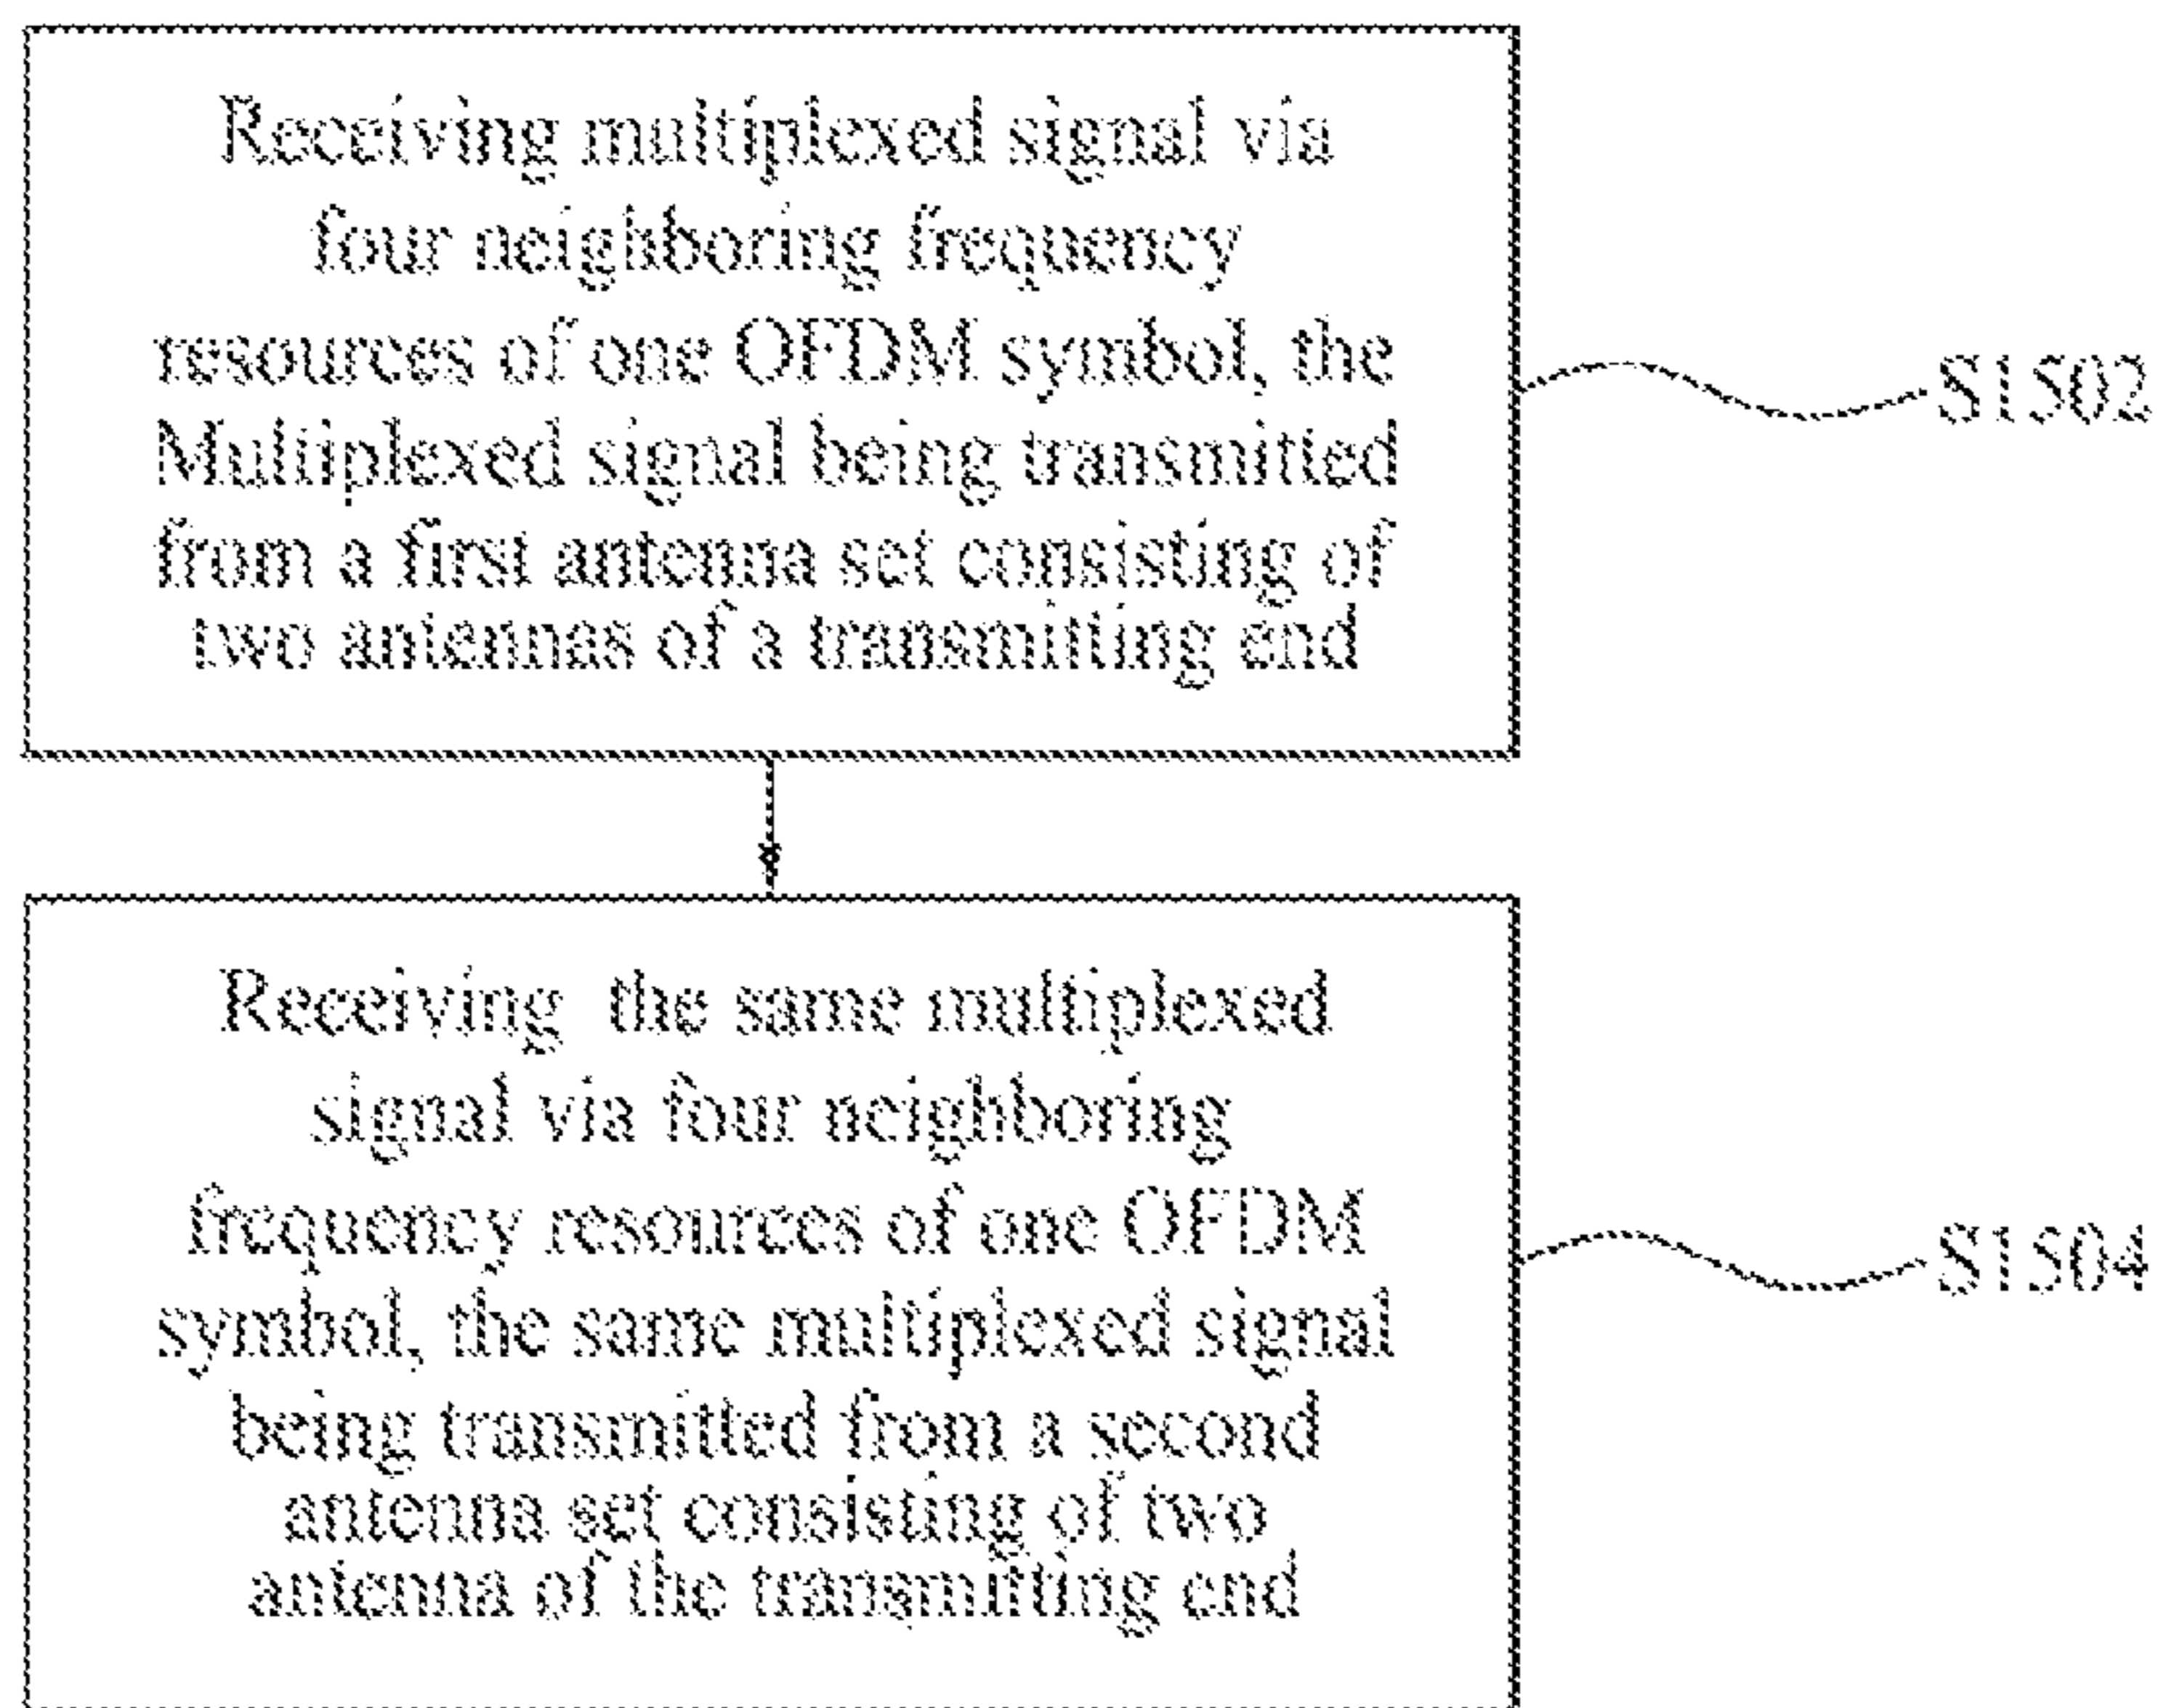 Receiving multiplexed signal via
four neighboring frequency
resources of one OFDM symbol, the
Multiplexed signal being transmitted
from a first antenna set consisting of
two antennas of a transmitting end
S1502
Receiving the same multiplexed
signal via four neighboring
frequency resources of one OFDM
symbol, the same multiplexed signal
being transmitted from a second
antenna set consisting of two
antenna of the transmitting end
S1504